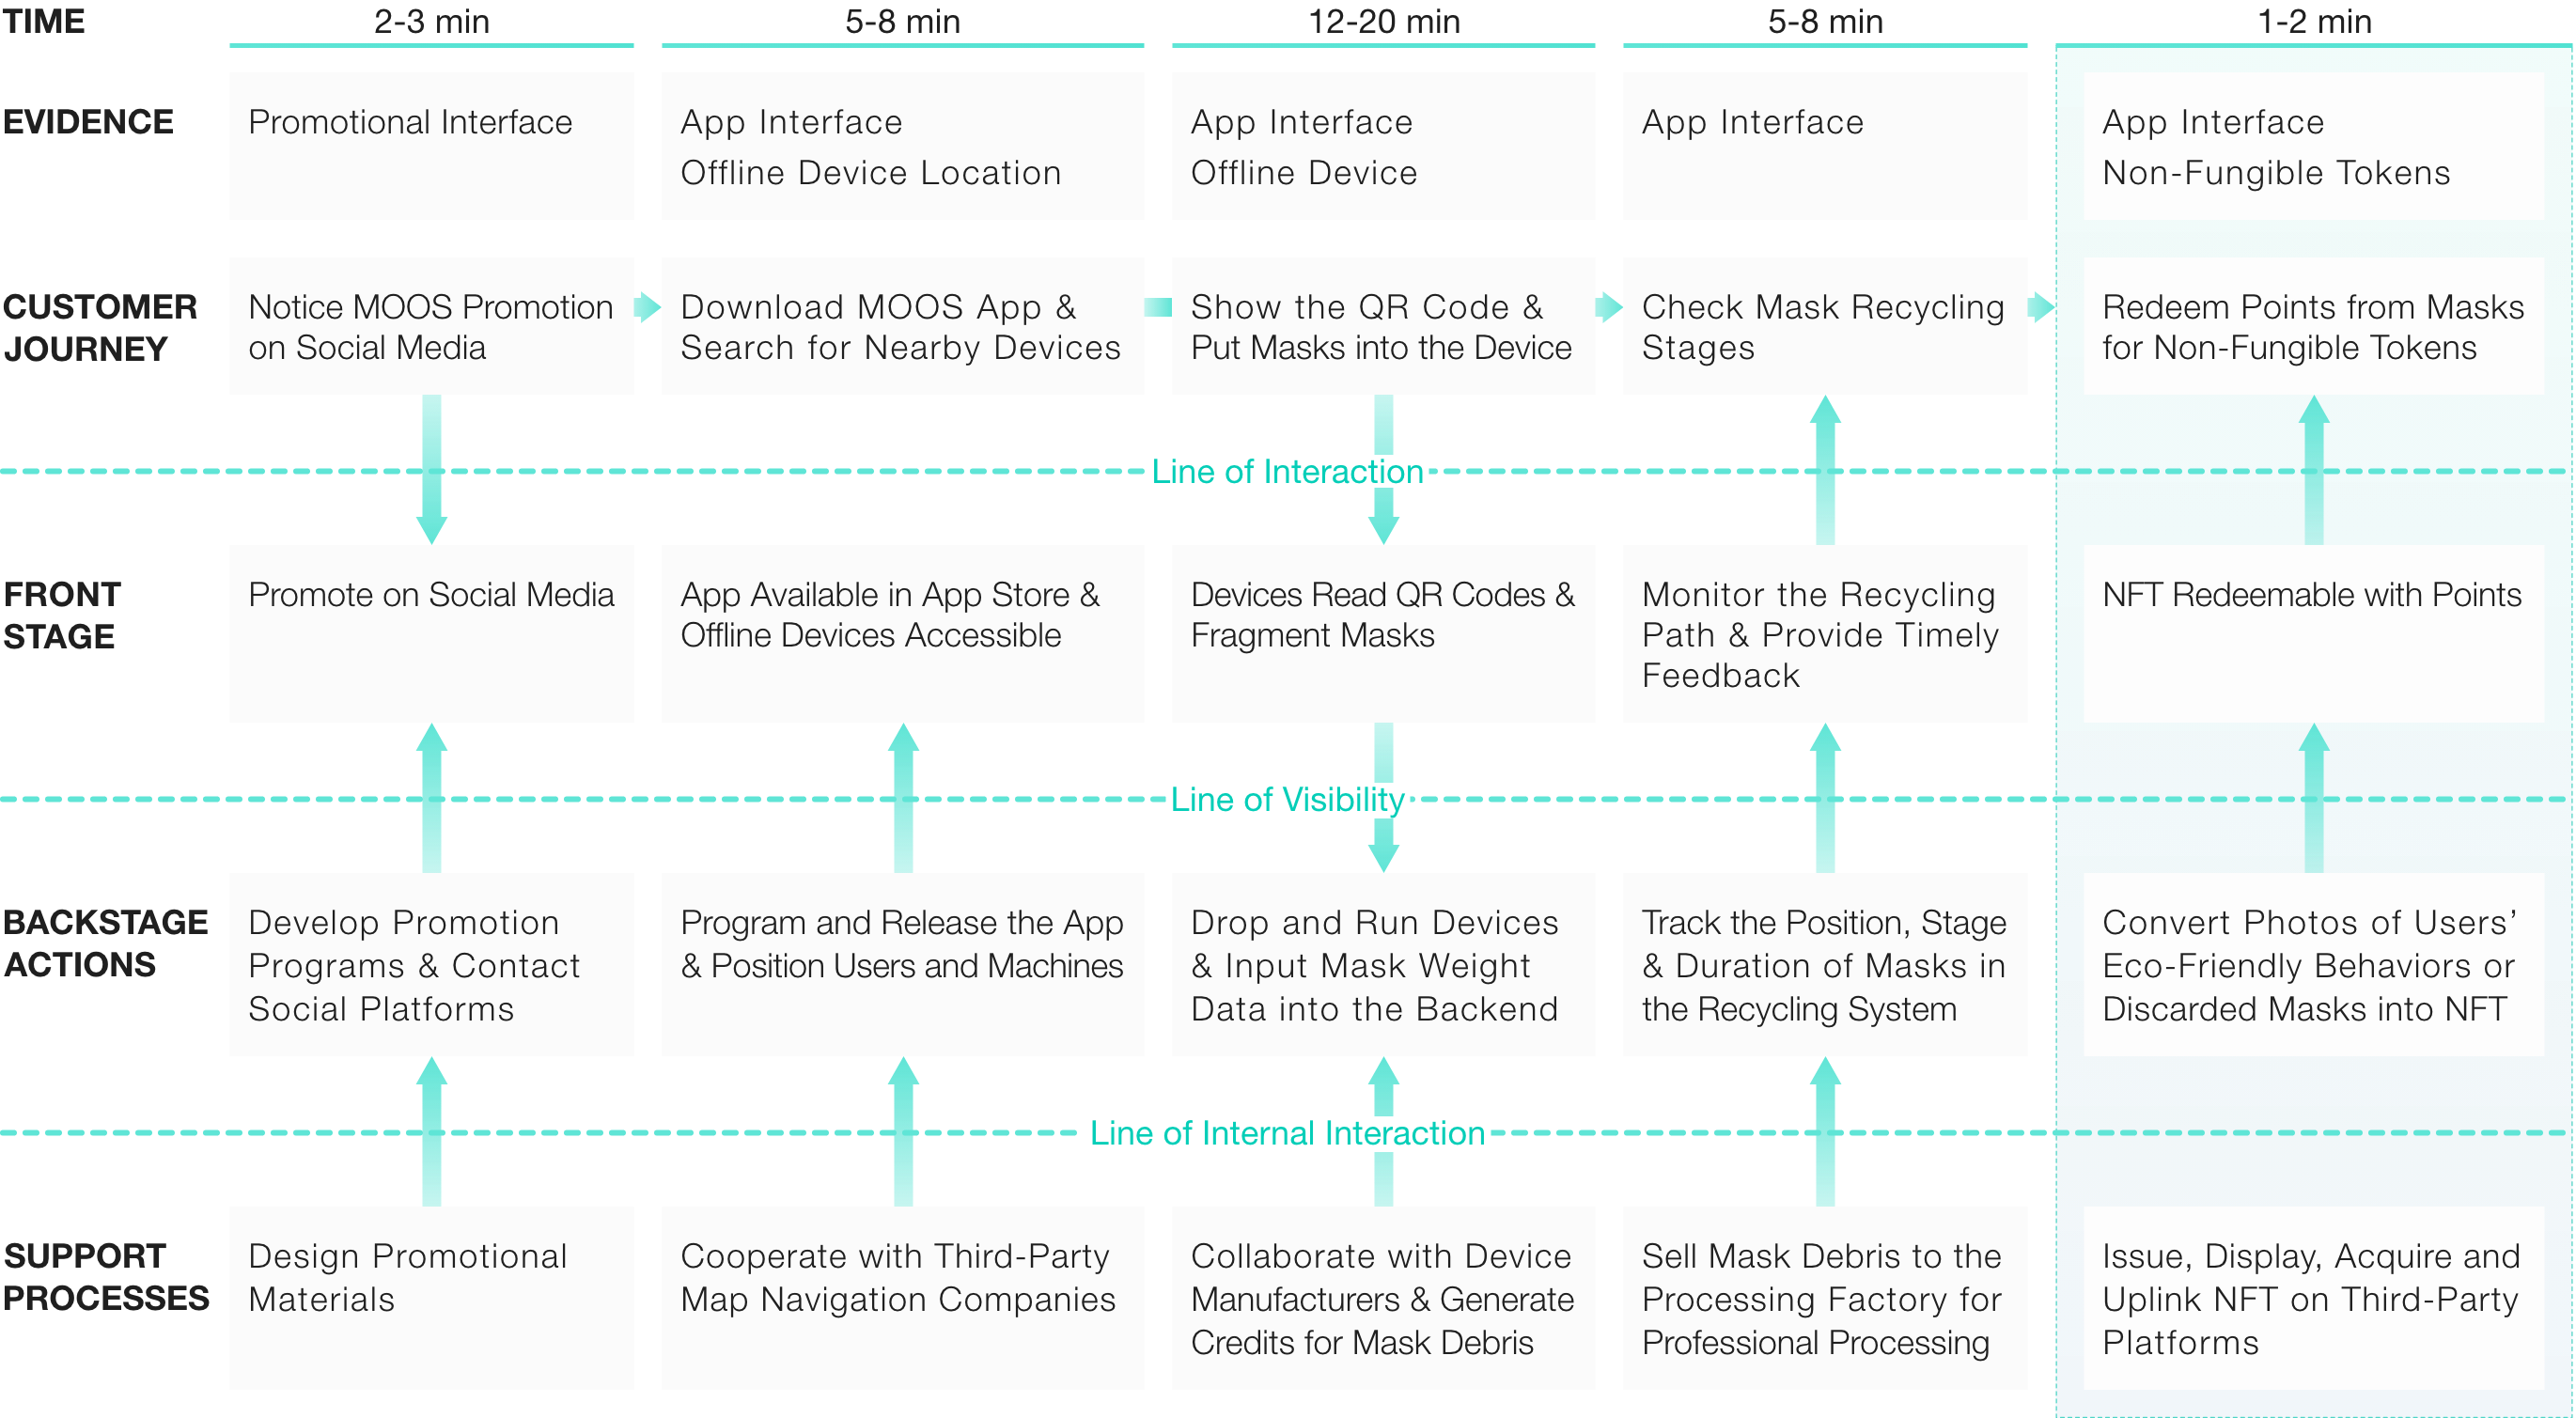 TIME
2-3 min
5-8 min
12-20 min
5-8 min
1-2 min
EVIDENCE
Promotional Interface
App Interface
Offline Device Location
App Interface
Offline Device
App Interface
App Interface
Non-Fungible Tokens
CUSTOMER
JOURNEY
Notice MOOS Promotion
on Social Media
Download MOOS App &
Search for Nearby Devices
Show the QR Code &
Put Masks into the Device
Check Mask Recycling
Stages
Redeem Points from Masks
for Non-Fungible Tokens
Line of Interaction
FRONT
STAGE
Promote on Social Media
App Available in App Store &
Offline Devices Accessible
Devices Read QR Codes &
Fragment Masks
Monitor the Recycling
Path & Provide Timely
Feedback
NFT Redeemable with Points
Line of Visibility
BACKSTAGE
ACTIONS
Develop Promotion
Programs & Contact
Social Platforms
Program and Release the App
& Position Users and Machines
Drop and Run Devices
& Input Mask Weight
Data into the Backend
Track the Position, Stage
& Duration of Masks in
the Recycling System
Convert Photos of Users’
Eco-Friendly Behaviors or
Discarded Masks into NFT
Line of Internal Interaction
SUPPORT
PROCESSES
Design Promotional
Materials
Cooperate with Third-Party
Map Navigation Companies
Collaborate with Device
Manufacturers & Generate
Credits for Mask Debris
Sell Mask Debris to the
Processing Factory for
Professional Processing
Issue, Display, Acquire and
Uplink NFT on Third-Party
Platforms